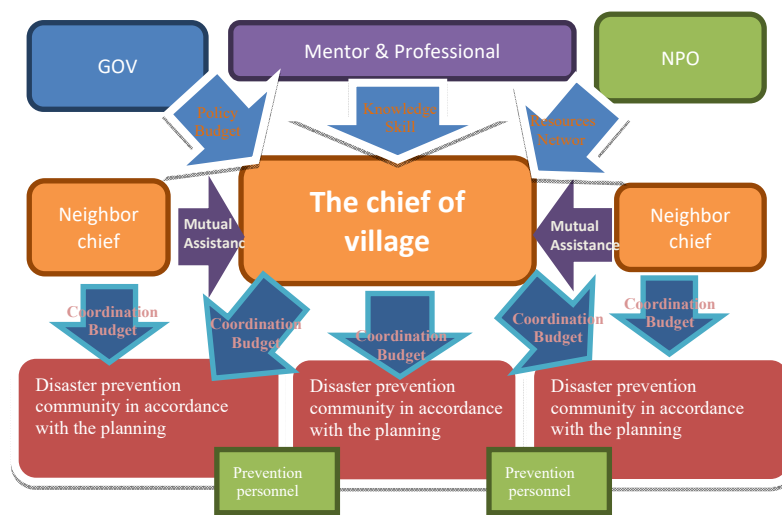 GOV
Mentor & Professional
NPO
Policy
Budget
Knowledge
Skill
Resources
Networ
Neighbor
chief
Mutual
Assistance
The chief of
village
Mutual
Assistance
Neighbor
chief
Coordination
Budget
Coordination
Budget
Coordination
Budget
Coordination
Budget
Coordination
Budget
Disaster prevention
community in accordance
with the planning
Disaster prevention
community in accordance
with the planning
Disaster prevention
community in accordance
with the planning
Prevention
personnel
Prevention
personnel